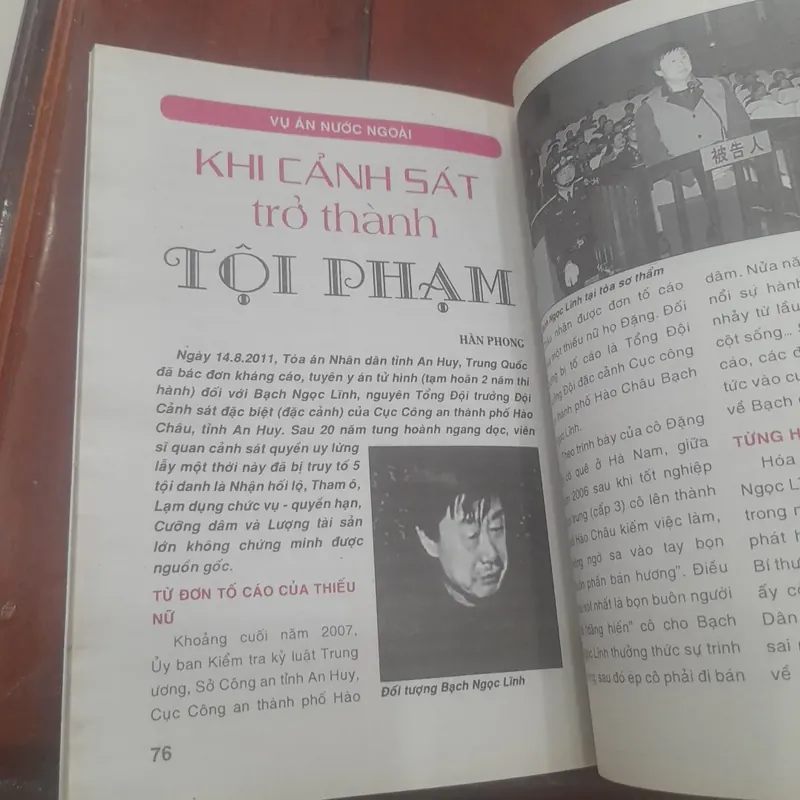 VỤ ÁN NƯỚC NGOÀI
KHI CẢNH SÁT
trở thành
TỘI PHẠM
HÀN PHONG
Ngày 14.8.2011, Tòa án Nhân dân tỉnh An Huy, Trung Quốc
đã bác đơn kháng cáo, tuyên y án tử hình (tạm hoãn 2 năm thi
hành) đối với Bạch Ngọc Lĩnh, nguyên Tổng Đội trưởng Đội
Cảnh sát đặc biệt (đặc cảnh) của Cục Công an thành phố Hào
Châu, tỉnh An Huy. Sau 20 năm tung hoành ngang dọc, viên
sĩ quan cảnh sát quyền uy lừng
lẫy một thời này đã bị truy tố 5
tội danh là Nhận hối lộ, Tham ô,
Lạm dụng chức vụ - quyền hạn,
Cưỡng dâm và Lượng tài sản
lớn không chứng minh được
nguồn gốc.
TỪ ĐƠN TỐ CÁO CỦA THIẾU
NỮ
Khoảng cuối năm 2007,
Ủy ban Kiểm tra kỷ luật Trung
ương, Sở Công an tỉnh An Huy,
Cục Công an thành phố Hào
Đối tượng Bạch Ngọc Lĩnh
76
被告人
Ngọc Lĩnh tại tòa sơ thẩm
nhận được đơn tố cáo
một thiếu nữ họ Đặng. Đối
bị tố cáo là Tổng Đội
Đội đặc cảnh Cục công
thành phố Hào Châu Bạch
Lĩnh.
Theo trình bày của cô Đặng
quê ở Hà Nam, giữa
2006 sau khi tốt nghiệp
trung (cấp 3) cô lên thành
Hào Châu kiếm việc làm,
ngờ sa vào tay bọn
phấn bán hương". Điều
nhất là bọn buôn người
"dâng hiến" cô cho Bạch
Lĩnh thưởng thức sự trinh
sau đó ép cô phải đi bán
dâm. Nửa nă
nổi sự hành
nhảy từ lầu
cột sống...
cáo, các đ
tức vào cu
về Bạch
TỪNG H
Hóa
Ngọc L
trong n
phát h
Bí thư
ấy c
Dân
sai
về